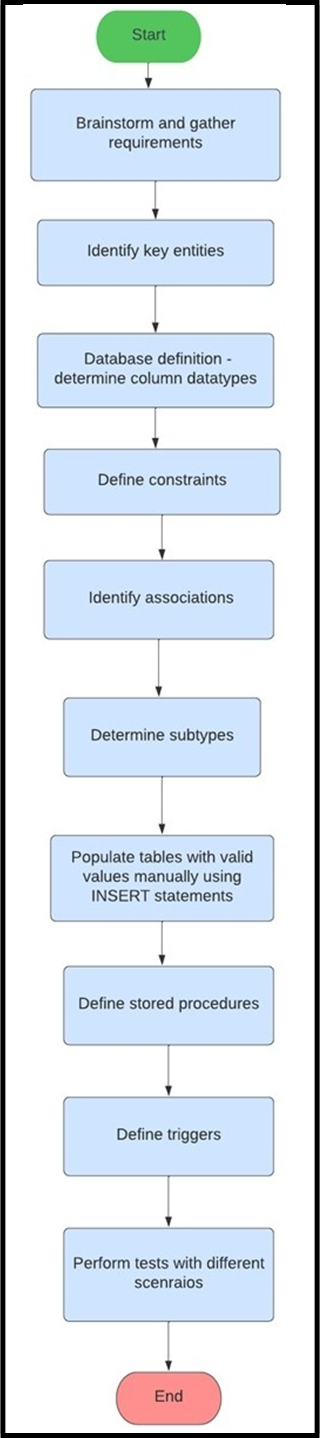 Start
Brainstorm and gather
requirements
Identify key entities
Database definition -
determine column datatypes
Define constraints
Identify associations
Determine subtypes
Populate tables with valid
values manually using
INSERT statements
Define stored procedures
Define triggers
Perform tests with different
scenraios
End